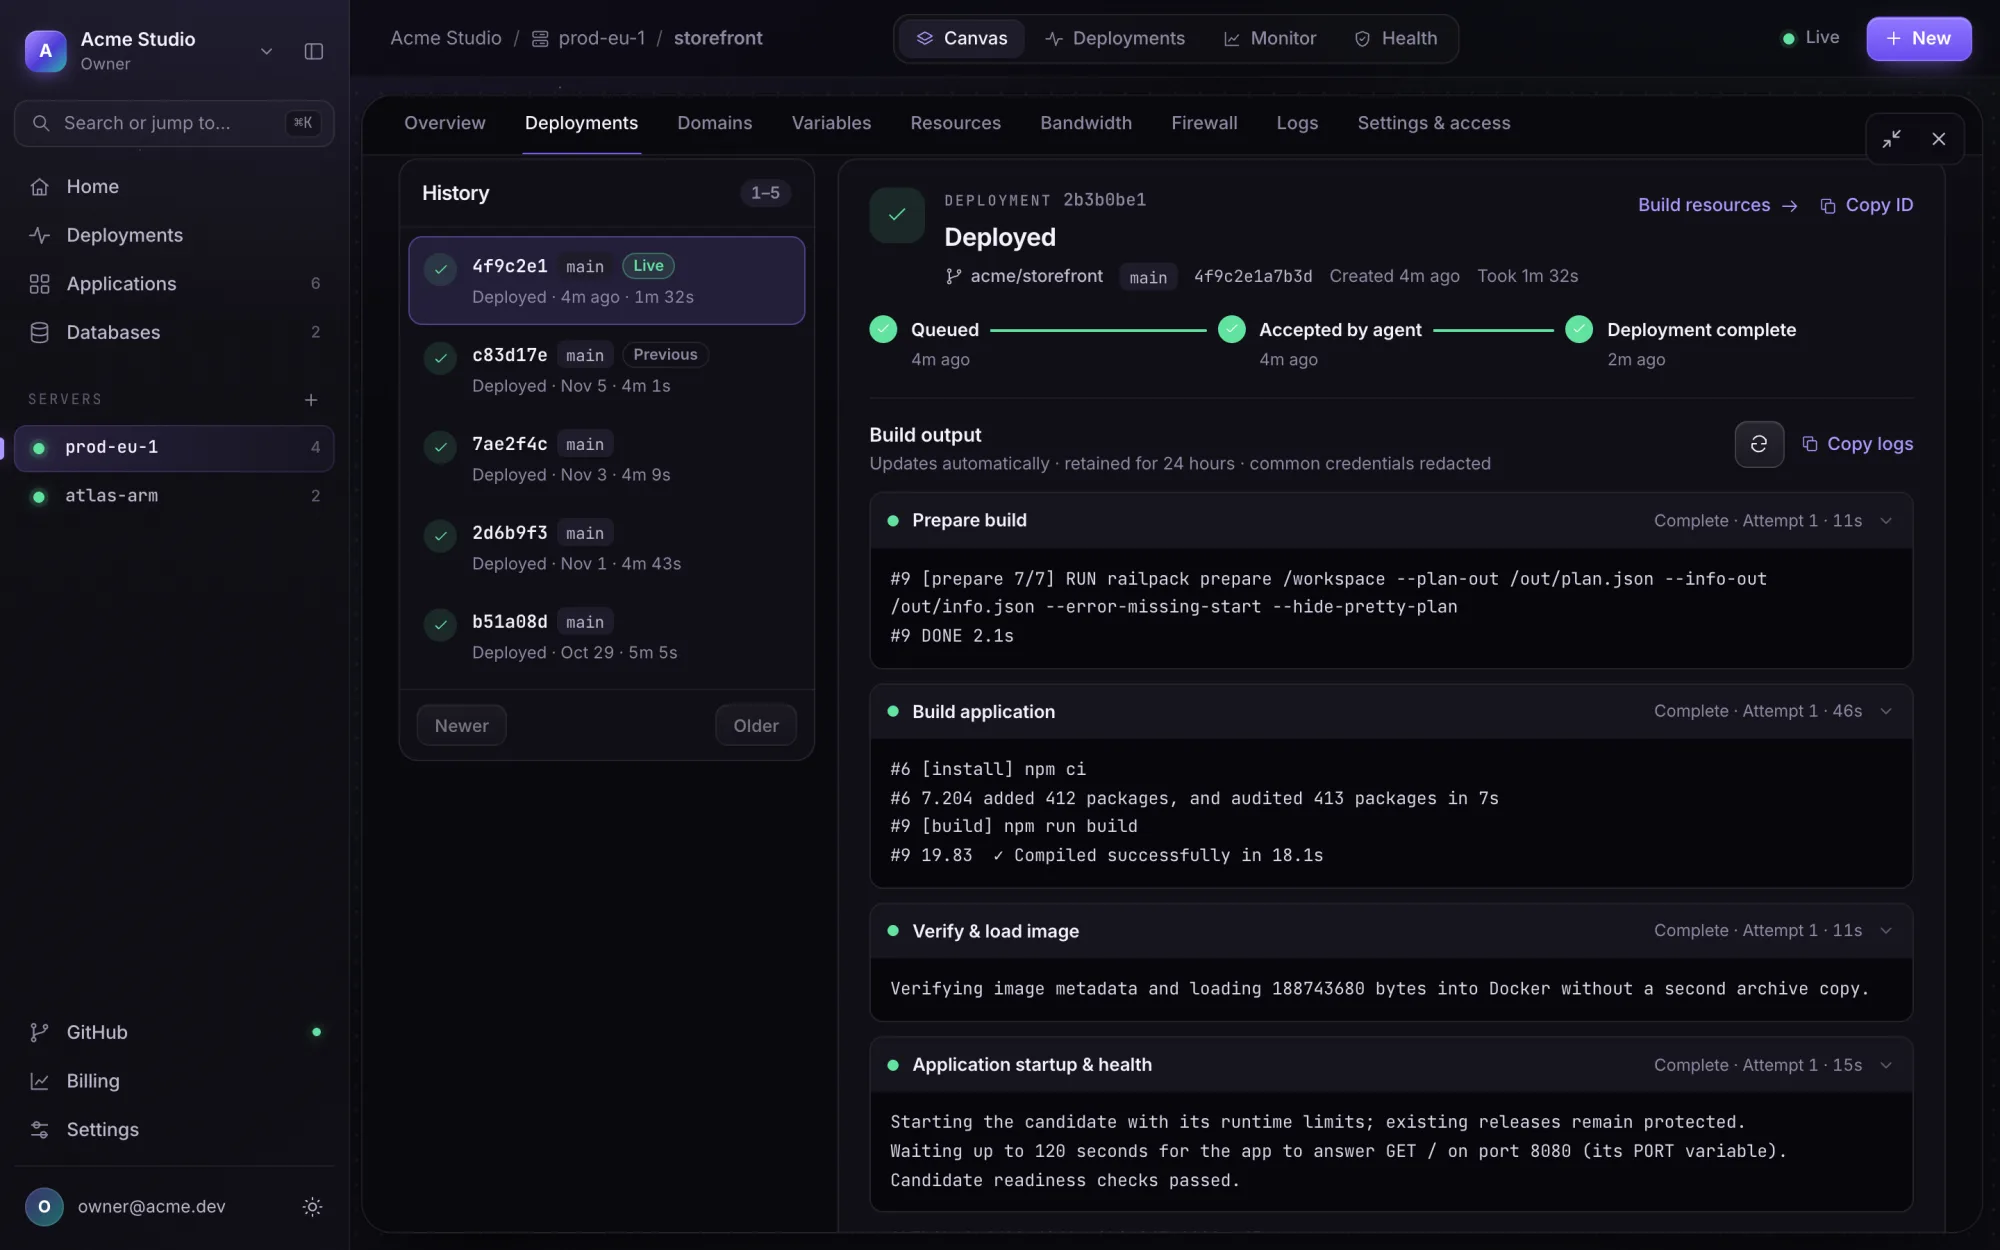 A
Acme Studio
Owner
Search or jump to...
⌘K
Home
Deployments
Applications 6
Databases 2
SERVERS
prod-eu-1 4
atlas-arm 2
GitHub
Billing
Settings
O
owner@acme.dev
Acme Studio / prod-eu-1 / storefront
Canvas
Deployments
Monitor
Health
Live
New
Overview
Deployments
Domains
Variables
Resources
Bandwidth
Firewall
Logs
Settings & access
History 1–5
4f9c2e1 main Live
Deployed · 4m ago · 1m 32s
c83d17e main Previous
Deployed · Nov 5 · 4m 1s
7ae2f4c main
Deployed · Nov 3 · 4m 9s
2d6b9f3 main
Deployed · Nov 1 · 4m 43s
b51a08d main
Deployed · Oct 29 · 5m 5s
Newer
Older
DEPLOYMENT 2b3b0be1
Deployed
acme/storefront main 4f9c2e1a7b3d Created 4m ago Took 1m 32s
Build resources →
Copy ID
Queued
4m ago
Accepted by agent
4m ago
Deployment complete
2m ago
Build output
Updates automatically · retained for 24 hours · common credentials redacted
Copy logs
Prepare build Complete · Attempt 1 · 11s
#9 [prepare 7/7] RUN railpack prepare /workspace --plan-out /out/plan.json --info-out
/out/info.json --error-missing-start --hide-pretty-plan
#9 DONE 2.1s
Build application Complete · Attempt 1 · 46s
#6 [install] npm ci
#6 7.204 added 412 packages, and audited 413 packages in 7s
#9 [build] npm run build
#9 19.83 ✓ Compiled successfully in 18.1s
Verify & load image Complete · Attempt 1 · 11s
Verifying image metadata and loading 188743680 bytes into Docker without a second archive copy.
Application startup & health Complete · Attempt 1 · 15s
Starting the candidate with its runtime limits; existing releases remain protected.
Waiting up to 120 seconds for the app to answer GET / on port 8080 (its PORT variable).
Candidate readiness checks passed.